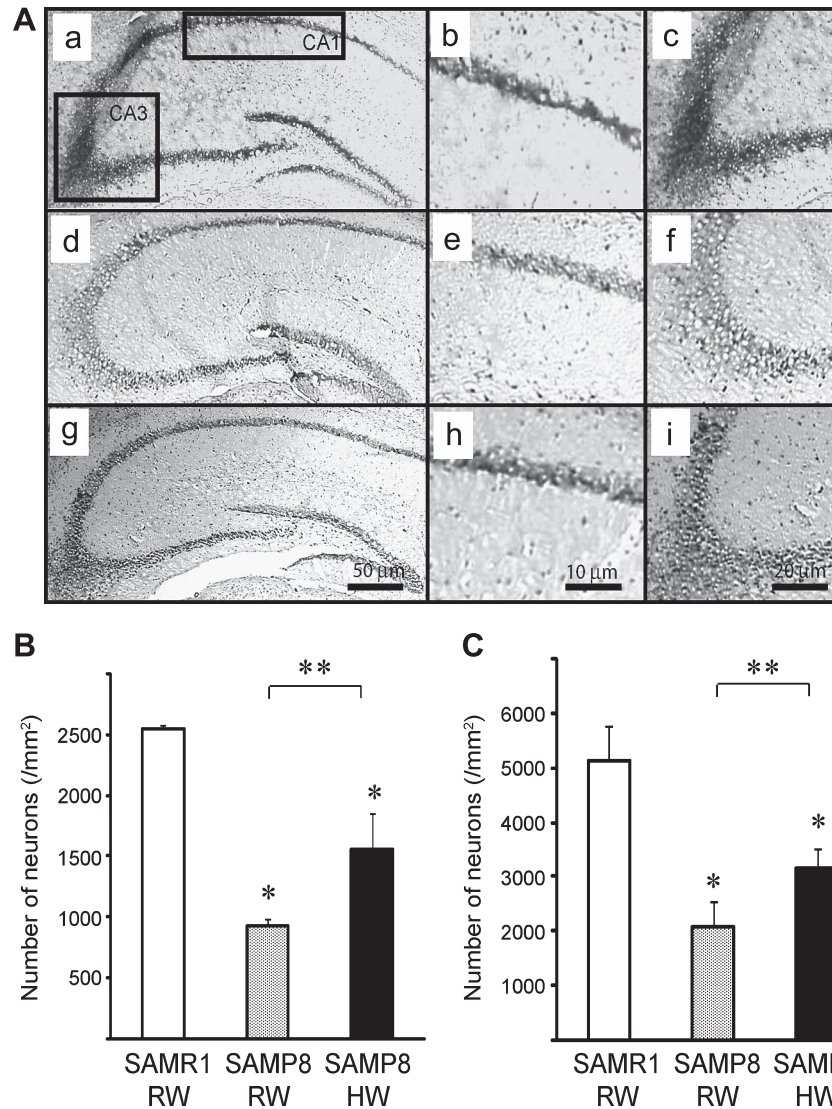 A
a
CA1
CA3
b
c
d
e
f
g
50 μm
h
10 μm
i
20 μm
B
**
Number of neurons (/mm²)
2500
2000
1500
1000
500
*
*
SAMR1 RW
SAMP8 RW
SAMP8 HW
C
**
Number of neurons (/mm²)
6000
5000
4000
3000
2000
1000
*
*
SAMR1 RW
SAMP8 RW
HW